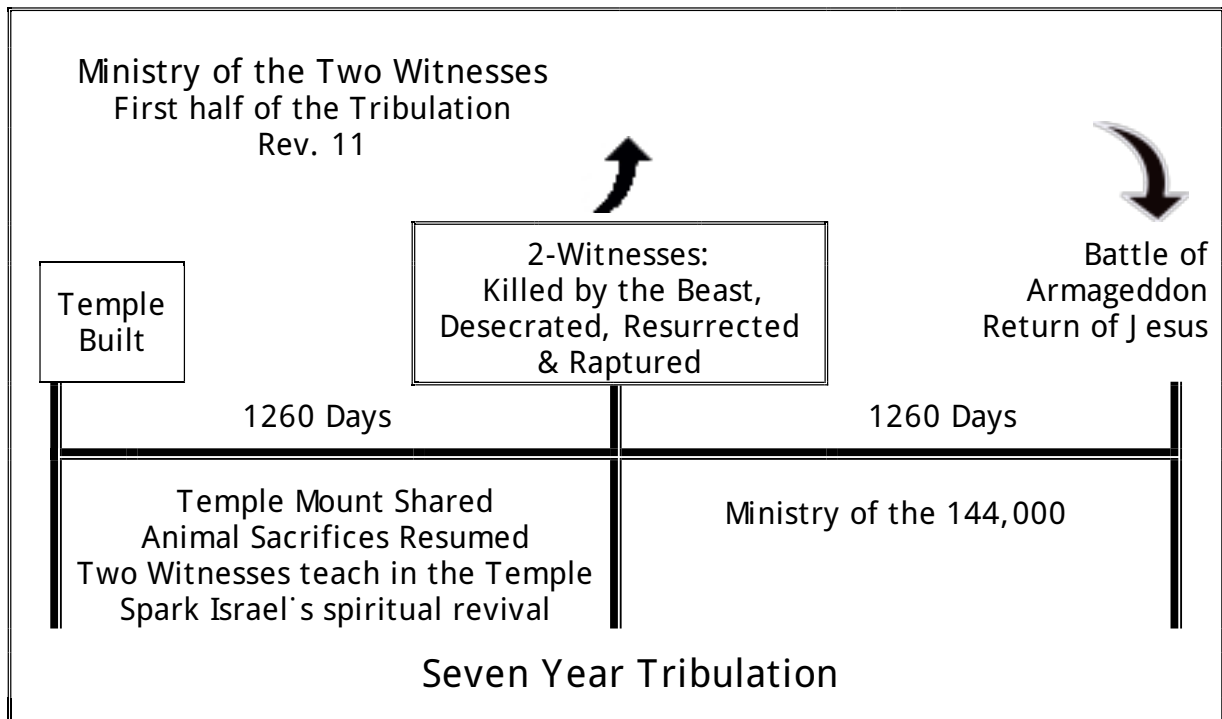 Ministry of the Two Witnesses
First half of the Tribulation
Rev. 11
2-Witnesses:
Killed by the Beast,
Desecrated, Resurrected
& Raptured
Battle of
Armageddon
Return of Jesus
Temple
Built
1260 Days
1260 Days
Temple Mount Shared
Animal Sacrifices Resumed
Two Witnesses teach in the Temple
Spark Israel˙s spiritual revival
Ministry of the 144,000
Seven Year Tribulation